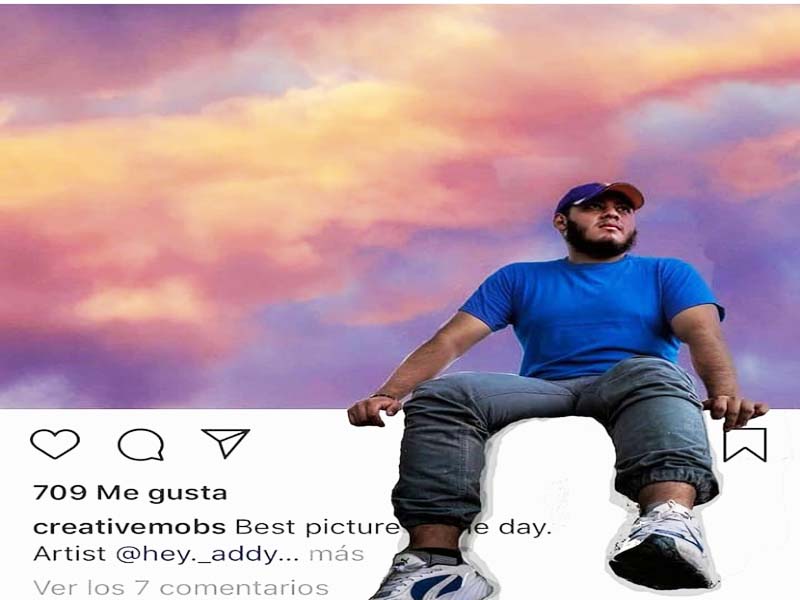 709 Me gusta
creativemobs Best picture e day.
Artist @hey._addy... más
Ver los 7 comentarios